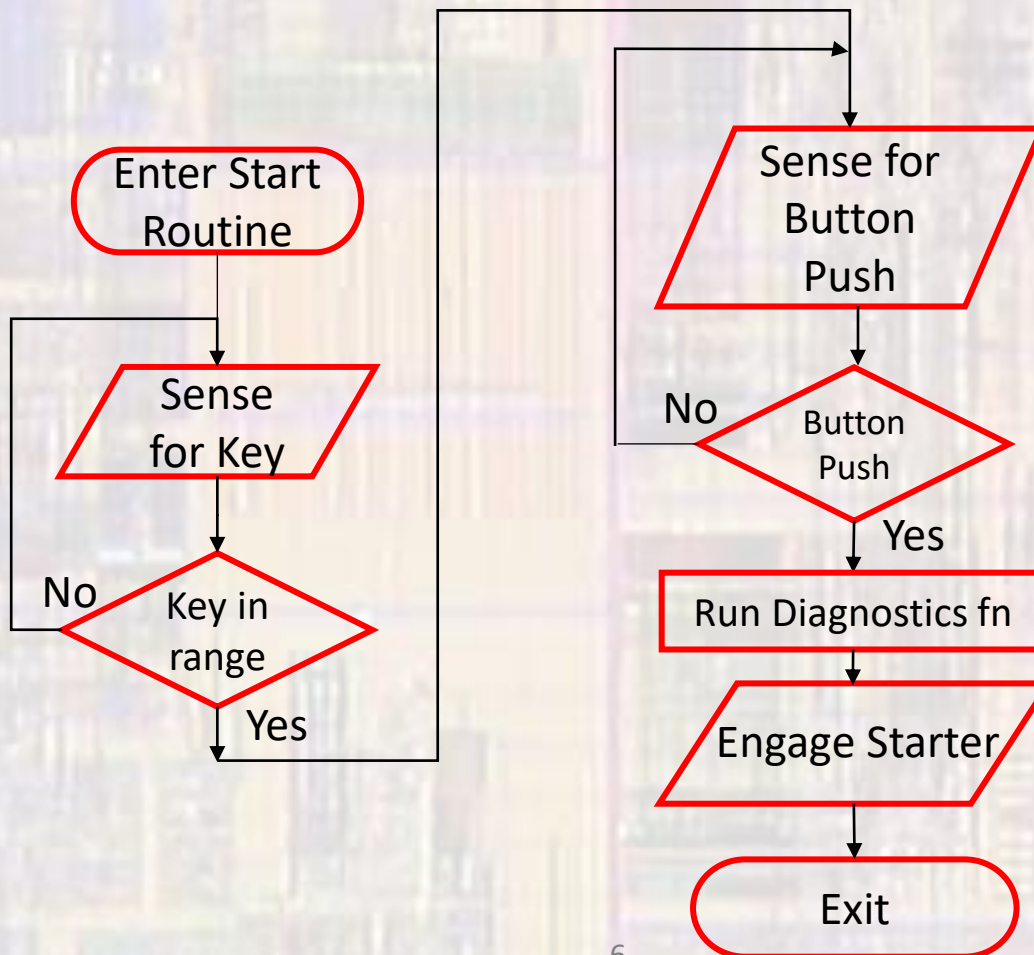 Enter Start
Routine
Sense
for Key
No
Key in
range
Yes
Sense for
Button
Push
No
Button
Push
Yes
Run Diagnostics fn
Engage Starter
Exit
6